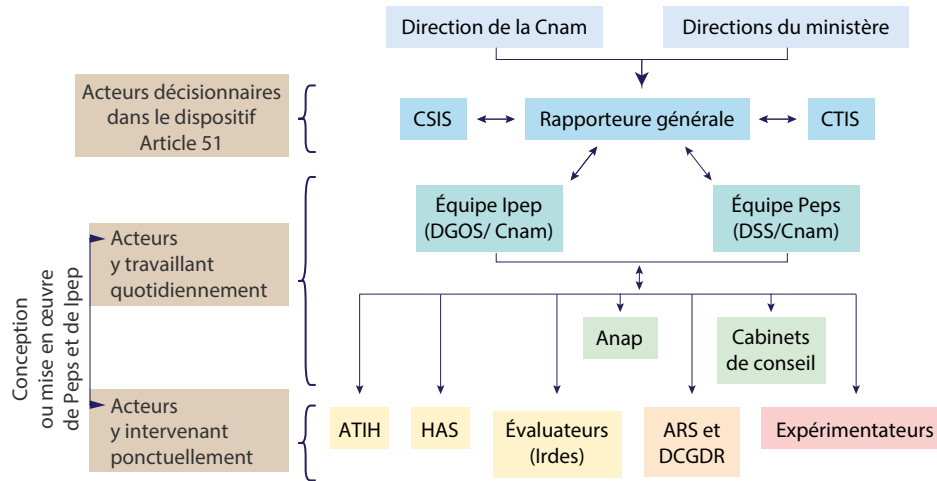 Direction de la Cnam
Directions du ministère
Acteurs décisionnaires
dans le dispositif
Article 51
CSIS
Rapporteure générale
CTIS
Équipe Ipep
(DGOS/ Cnam)
Équipe Peps
(DSS/Cnam)
Conception
ou mise en œuvre
de Peps et de Ipep
Acteurs
y travaillant
quotidiennement
Anap
Cabinets
de conseil
Acteurs
y intervenant
ponctuellement
ATIH
HAS
Évaluateurs
(Irdes)
ARS et
DCGDR
Expérimentateurs